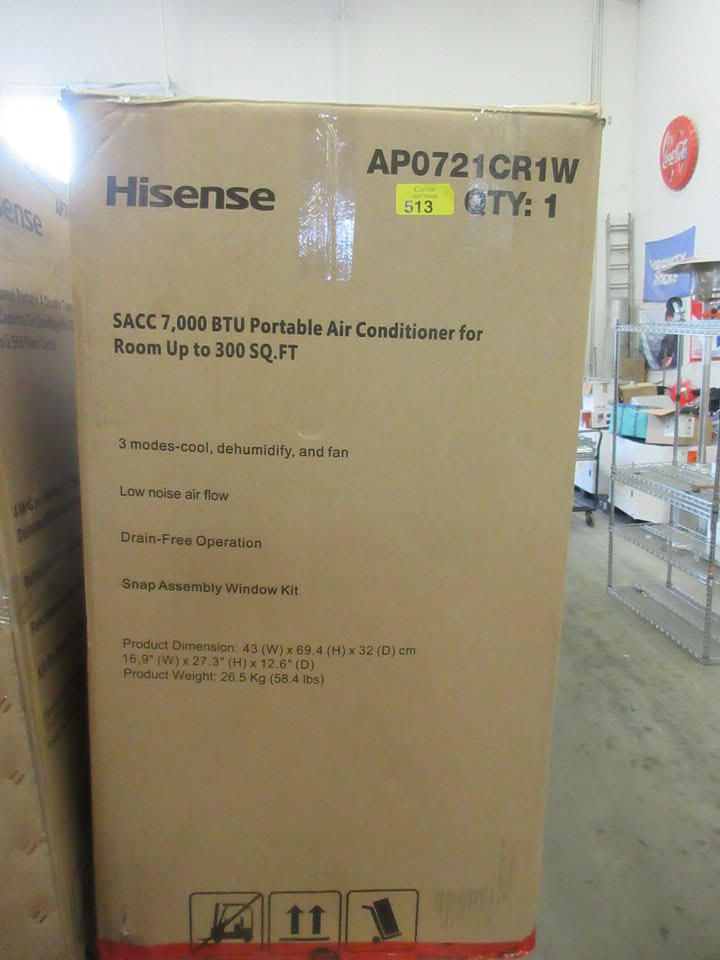 AP0721CR1W
Hisense
513
QTY: 1
SACC 7,000 BTU Portable Air Conditioner for
Room Up to 300 SQ.FT
3 modes-cool, dehumidify, and fan
Low noise air flow
Drain-Free Operation
Snap Assembly Window Kit
Product Dimension: 43 (W) x 69.4 (H) x 32 (D) cm
16.9" (W) x 27.3" (H) x 12.6" (D)
Product Weight: 26.5 Kg (58.4 lbs)
ense